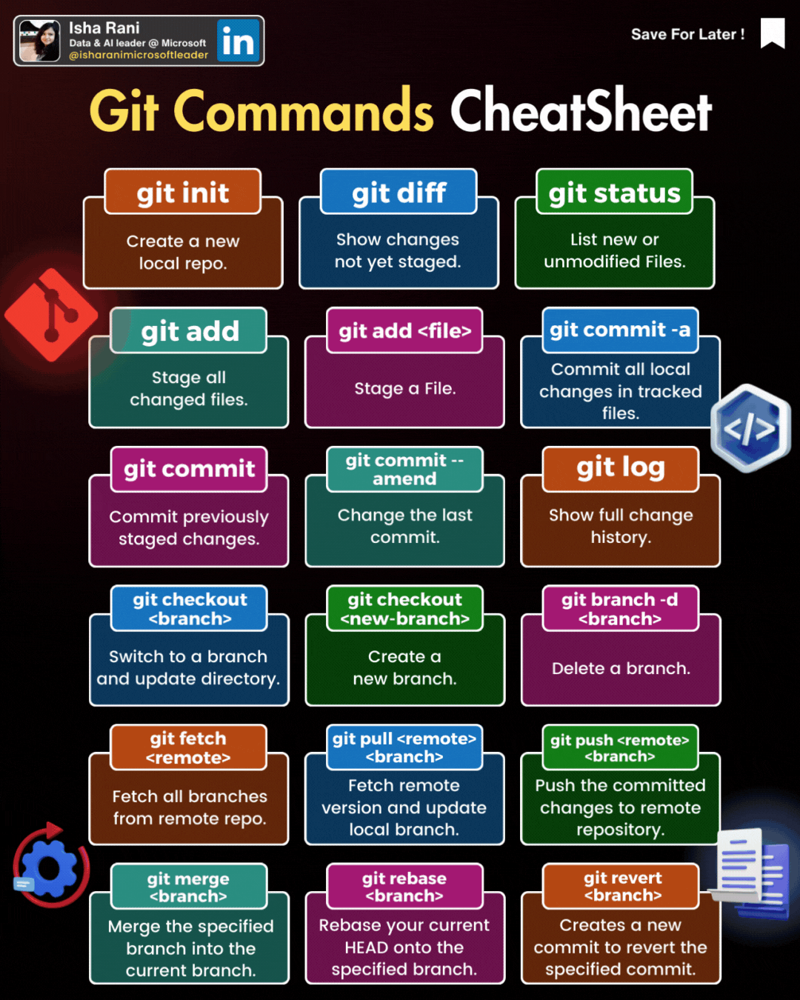 Isha Rani
Data & AI leader @ Microsoft
@isharanimicrosoftleader
in
Save For Later !
Git Commands CheatSheet
git init
Create a new
local repo.
git diff
Show changes
not yet staged.
git status
List new or
unmodified Files.
git add
Stage all
changed files.
git add <file>
Stage a File.
git commit -a
Commit all local
changes in tracked
files.
</>
git commit
Commit previously
staged changes.
git commit --
amend
Change the last
commit.
git log
Show full change
history.
git checkout
<branch>
Switch to a branch
and update directory.
git checkout
<new-branch>
Create a
new branch.
git branch -d
<branch>
Delete a branch.
git fetch
<remote>
Fetch all branches
from remote repo.
git pull <remote>
<branch>
Fetch remote
version and update
local branch.
git push <remote>
<branch>
Push the committed
changes to remote
repository.
git merge
<branch>
Merge the specified
branch into the
current branch.
git rebase
<branch>
Rebase your current
HEAD onto the
specified branch.
git revert
<branch>
Creates a new
commit to revert the
specified commit.